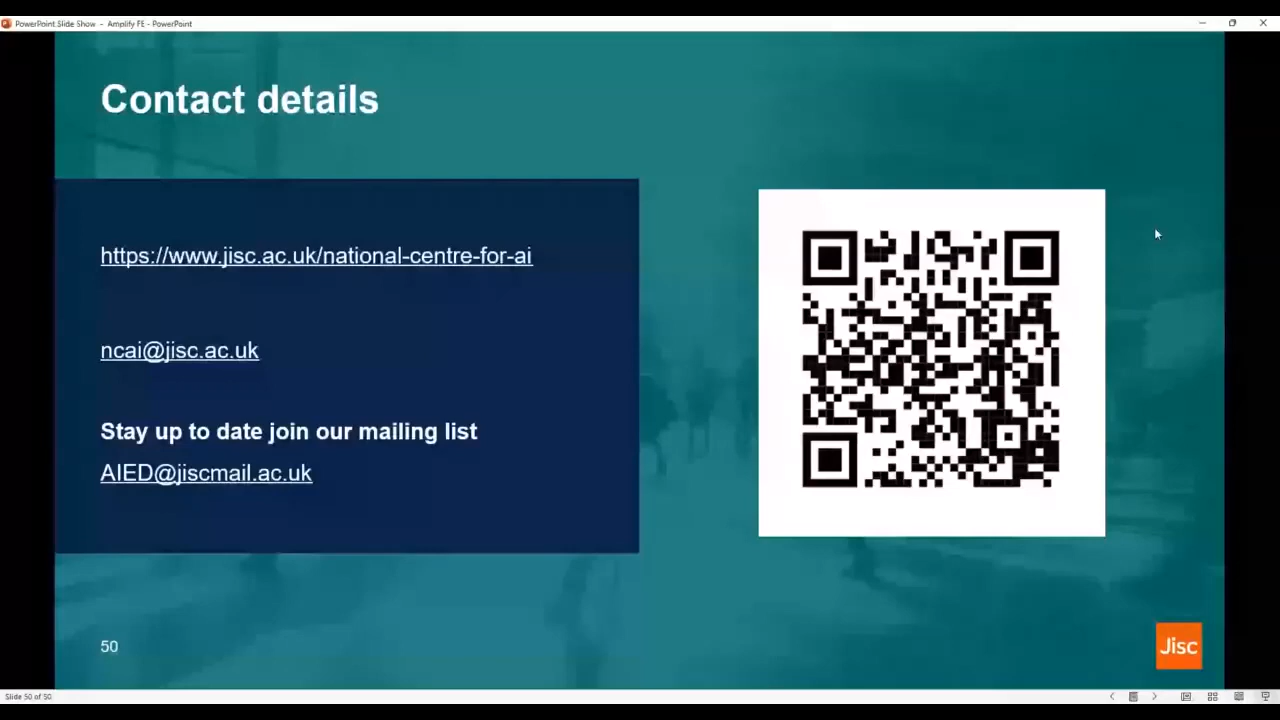 PowerPoint Slide Show - Amplify FE - PowerPoint
Contact details
https://www.jisc.ac.uk/national-centre-for-ai
ncai@jisc.ac.uk
Stay up to date join our mailing list
AIED@jiscmail.ac.uk
50
Jisc
Slide 50 of 50